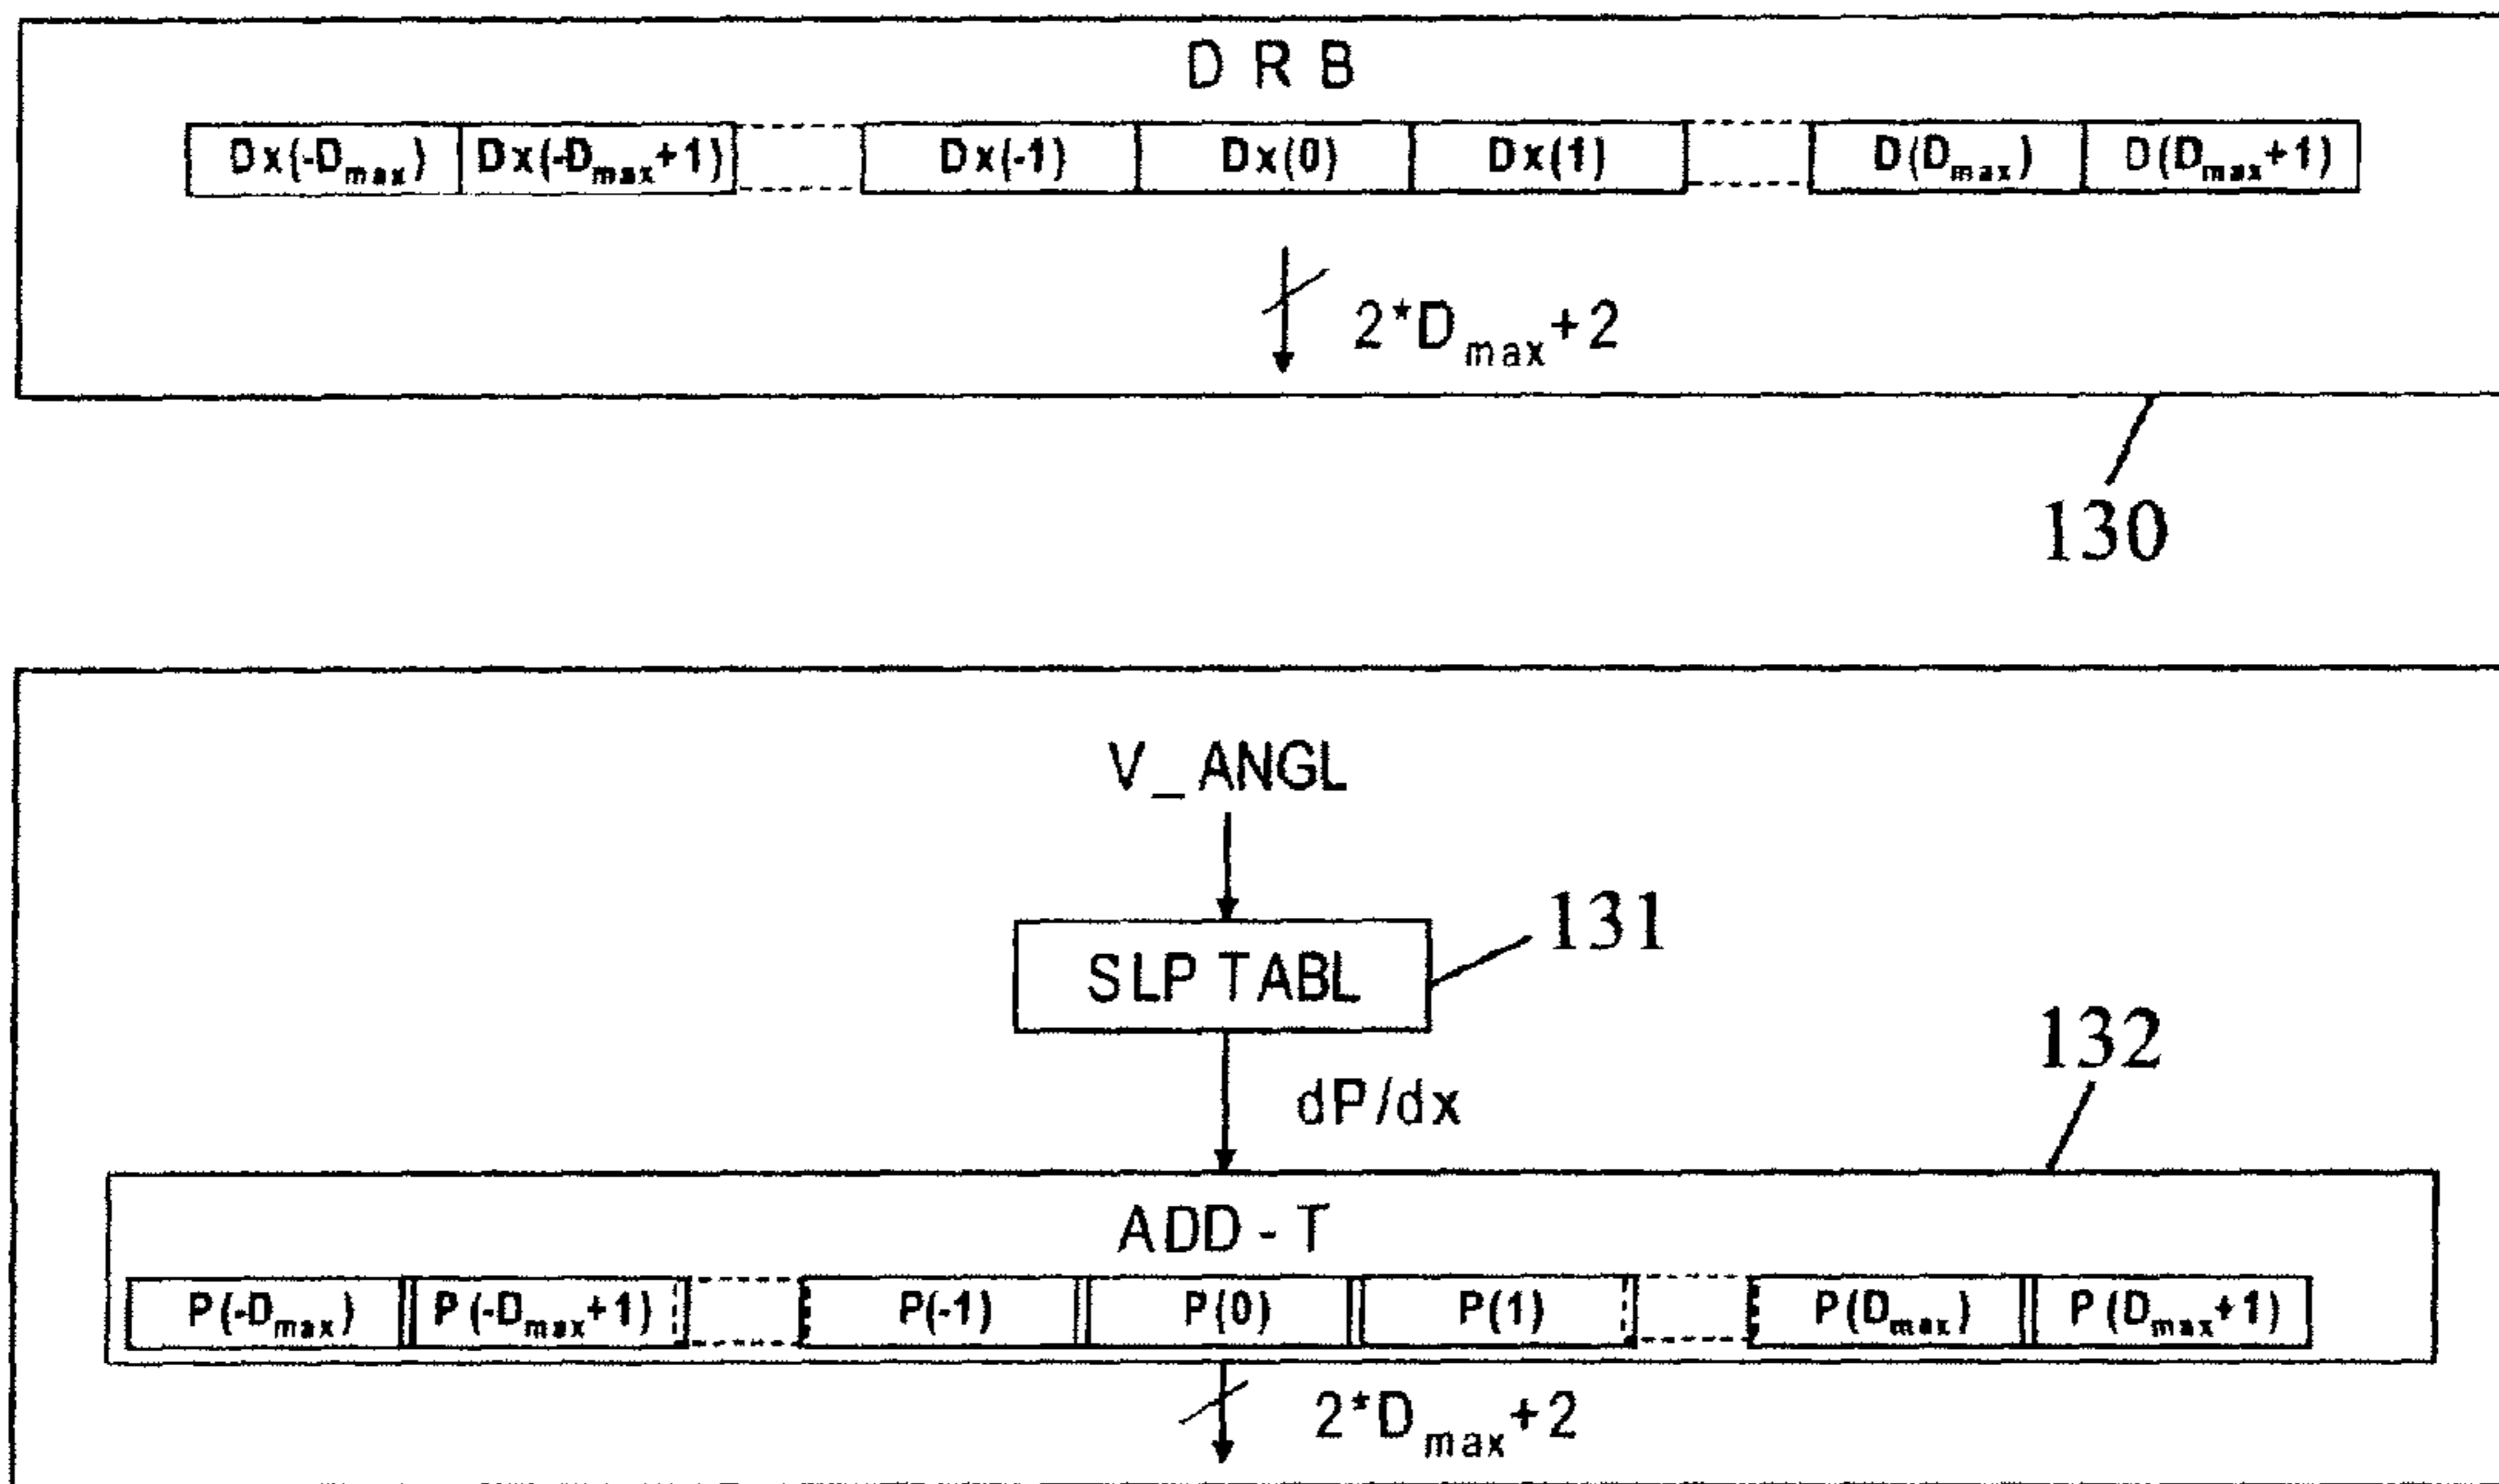 D R B
Dx(-Dmax) Dx(-Dmax+1) Dx(-1) Dx(0) Dx(1) D(Dmax) D(Dmax+1)
2*Dmax+2
130
V_ANGL
SLP TABL
131
dP/dx
132
ADD-T
P(-Dmax) P(-Dmax+1) P(-1) P(0) P(1) P(Dmax) P(Dmax+1)
2*Dmax+2